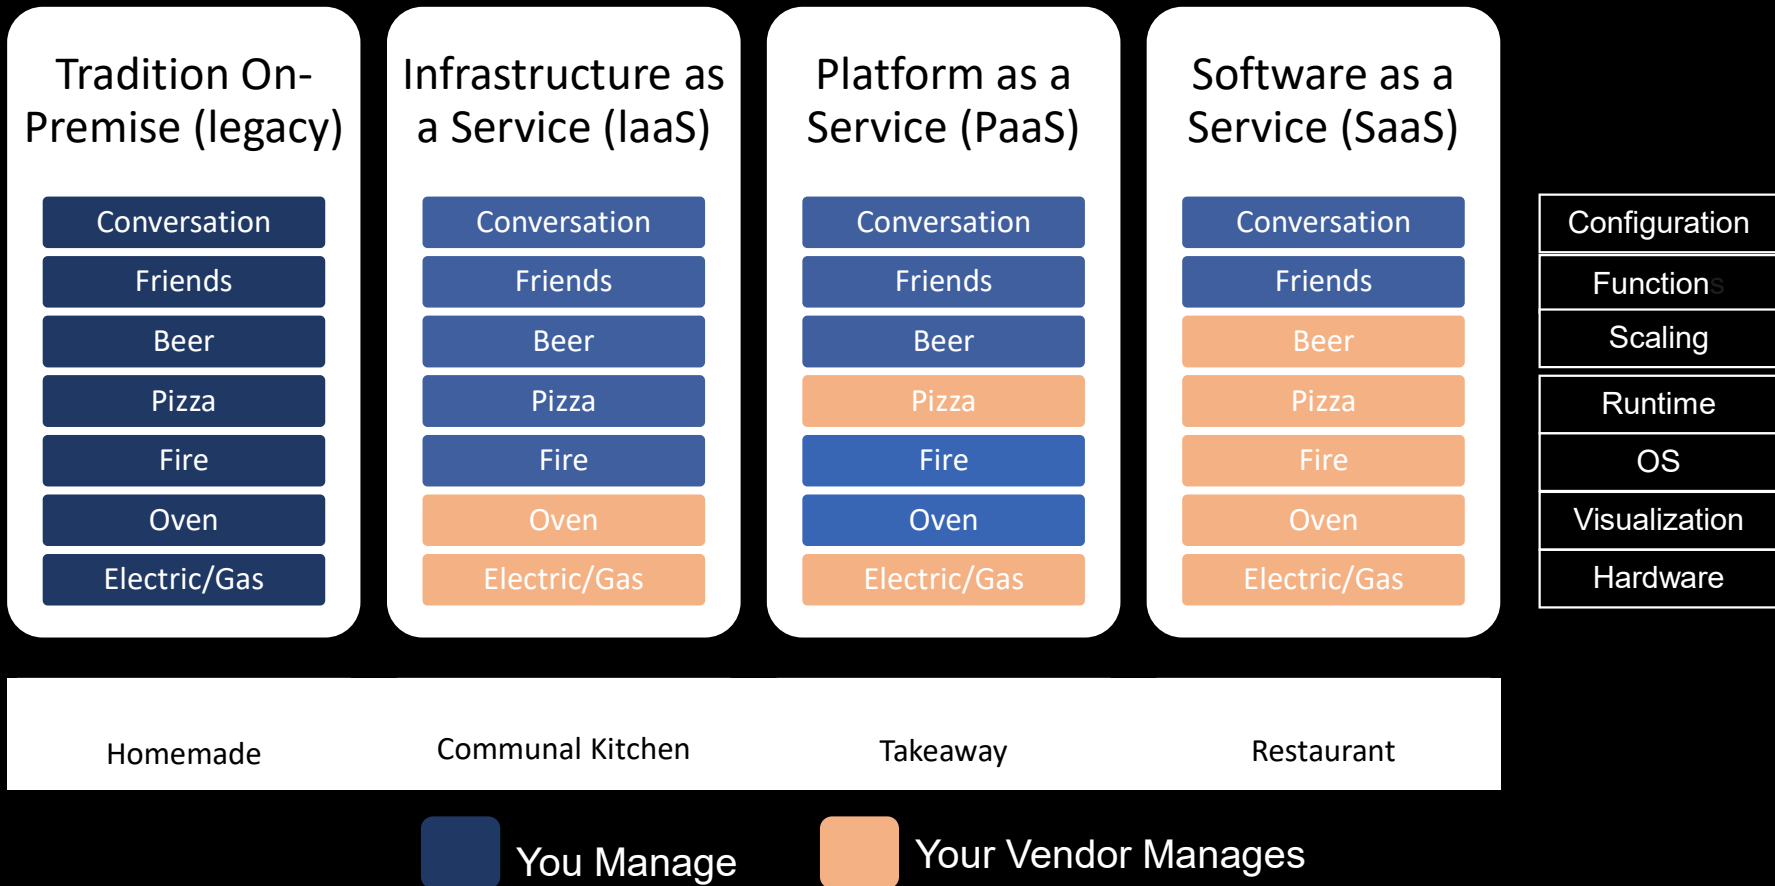 Tradition On-
Premise (legacy)
Conversation
Friends
Beer
Pizza
Fire
Oven
Electric/Gas
Infrastructure as
a Service (IaaS)
Conversation
Friends
Beer
Pizza
Fire
Oven
Electric/Gas
Platform as a
Service (PaaS)
Conversation
Friends
Beer
Pizza
Fire
Oven
Electric/Gas
Software as a
Service (SaaS)
Conversation
Friends
Beer
Pizza
Fire
Oven
Electric/Gas
Configuration
Functions
Scaling
Runtime
OS
Visualization
Hardware
Homemade
Communal Kitchen
Takeaway
Restaurant
You Manage
Your Vendor Manages